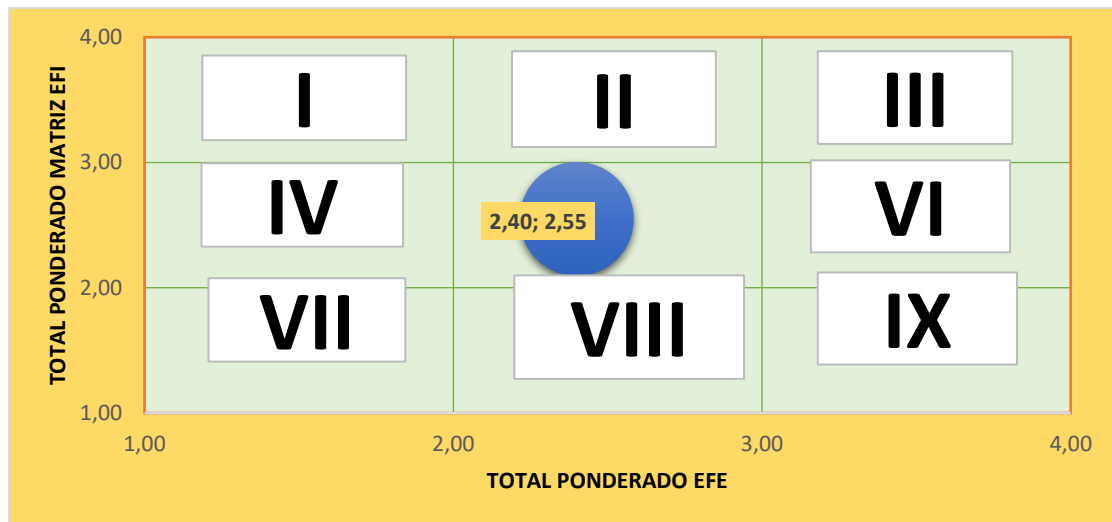 TOTAL PONDERADO MATRIZ EFI
4,00
3,00
2,00
1,00
I
II
III
IV
2,40; 2,55
VI
VII
VIII
IX
1,00
2,00
3,00
4,00
TOTAL PONDERADO EFE